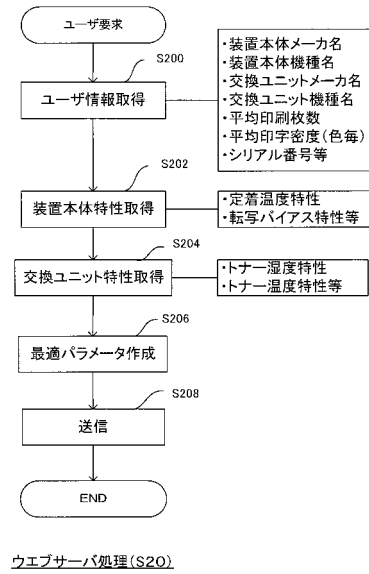 ユーザ要求
S200
ユーザ情報取得
・装置本体メーカ名
・装置本体機種名
・交換ユニットメーカ名
・交換ユニット機種名
・平均印刷枚数
・平均印字密度(色毎)
・シリアル番号等
S202
装置本体特性取得
・定着温度特性
・転写バイアス特性等
S204
交換ユニット特性取得
・トナー湿度特性
・トナー温度特性等
S206
最適パラメータ作成
S208
送信
END
ウエブサーバ処理(S20)